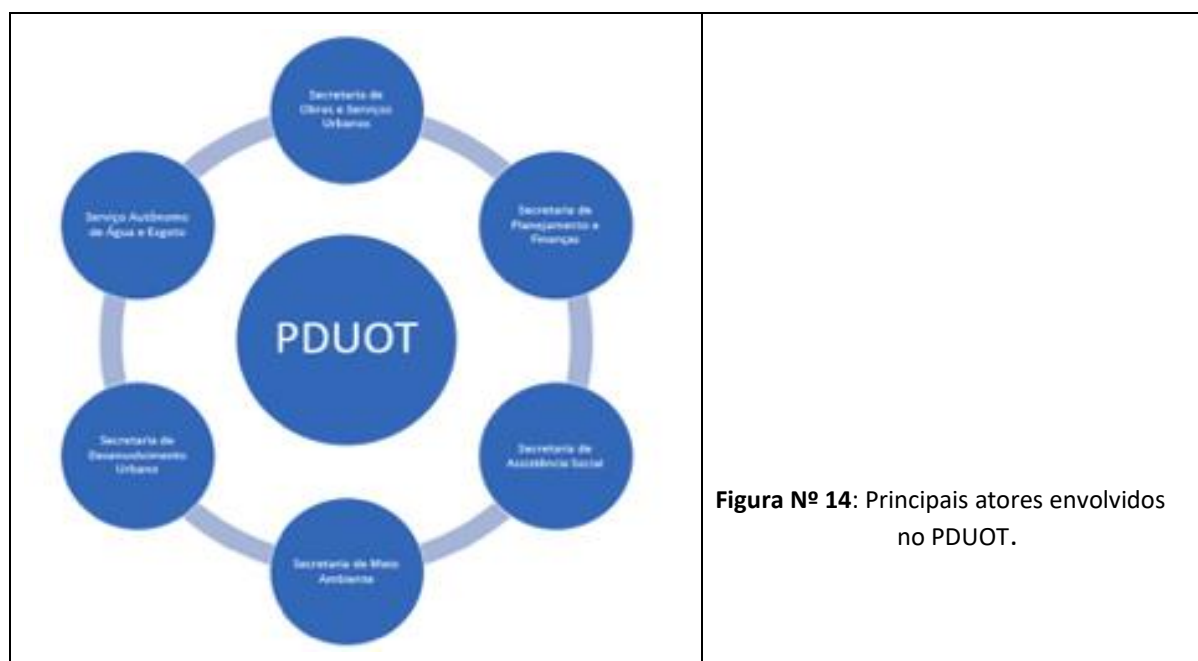 Secretaria de
Obras e Serviços
Urbanos
Serviço Autônomo
de Água e Esgoto
Secretaria de
Planejamento e
Finanças
PDUOT
Secretaria de
Desenvolvimento
Urbano
Secretaria de
Assistência Social
Secretaria de Meio
Ambiente
Figura Nº 14: Principais atores envolvidos
no PDUOT.